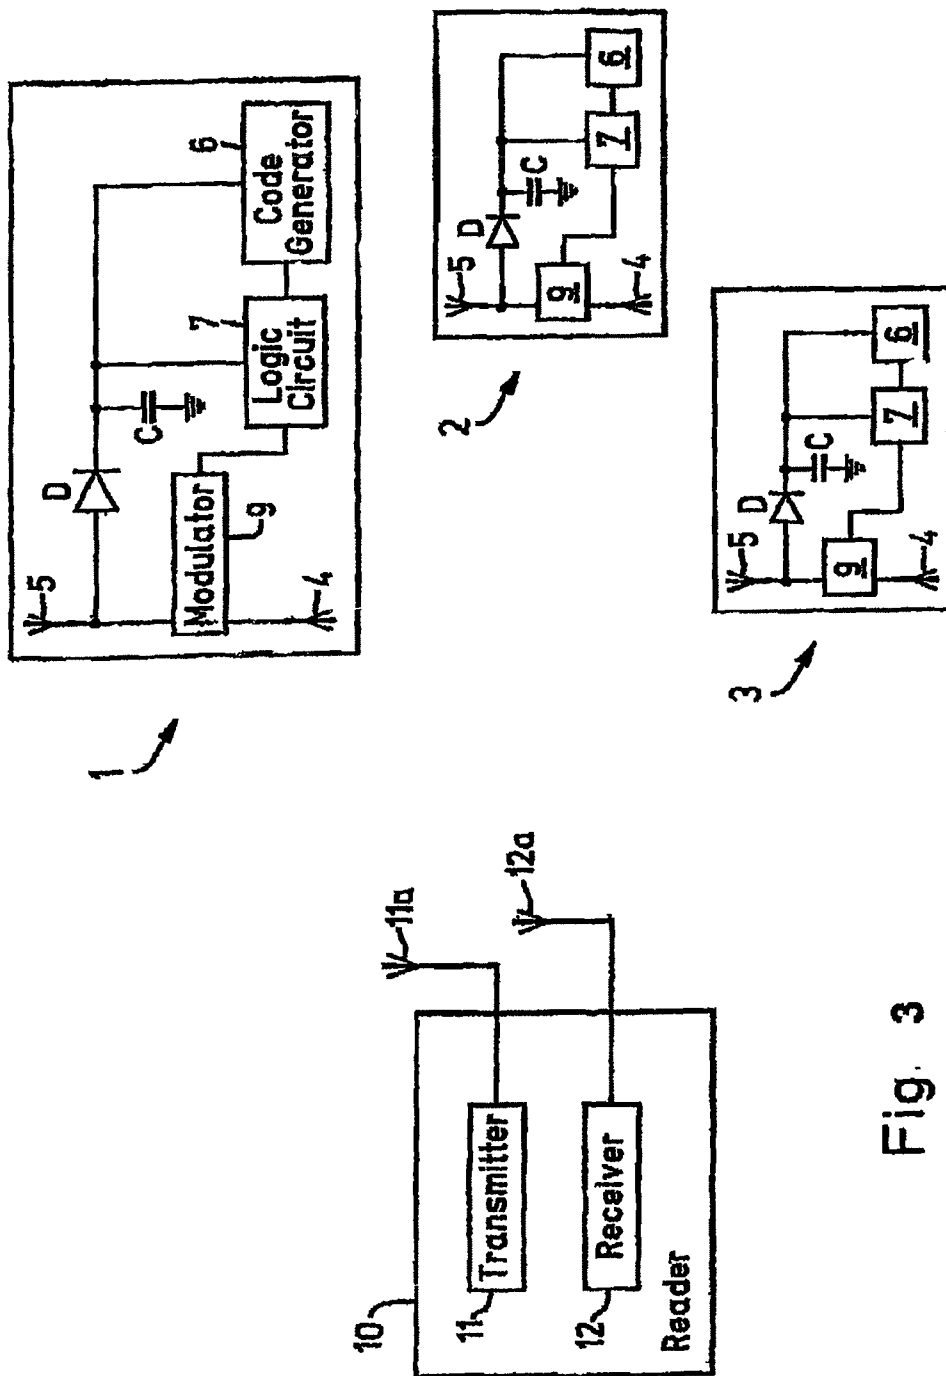 10
11
Transmitter
11a
12
Receiver
12a
Reader
1
5
D
C
Modulator
9
4
7
Logic
Circuit
6
Code
Generator
2
5
D
C
9
4
7
6
3
5
D
C
9
4
7
6
Fig. 3